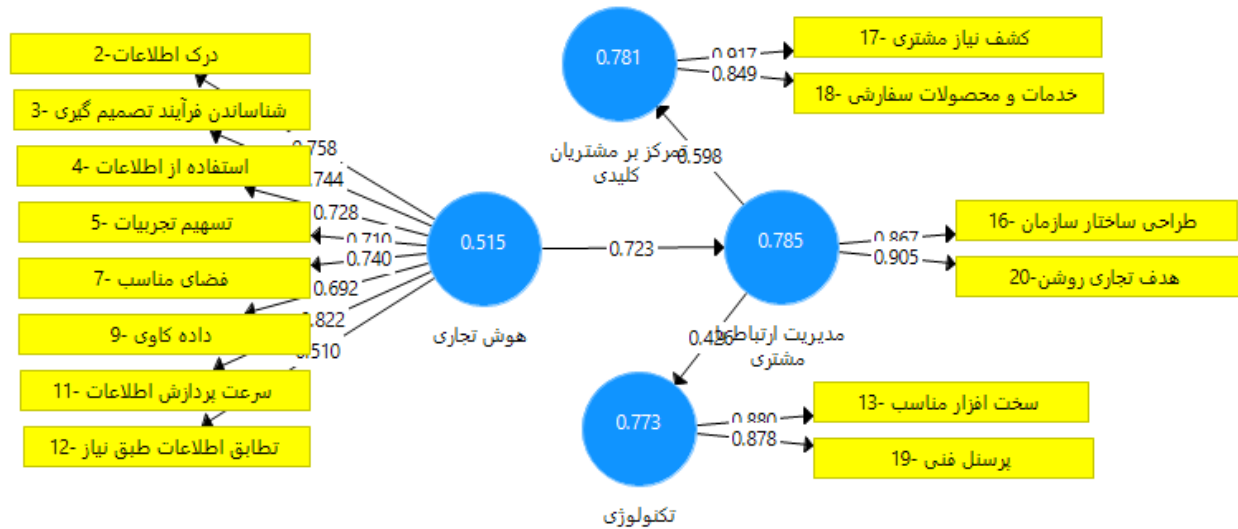 2-درک اطلاعات
3- شناساندن فرآیند تصمیم گیری
4- استفاده از اطلاعات
5- تسهیم تجربیات
7- فضای مناسب
9- داده کاوی
11- سرعت پردازش اطلاعات
12- تطابق اطلاعات طبق نیاز
0.758
0.744
0.728
0.710
0.740
0.692
0.822
0.510
0.515
هوش تجاری
0.723
0.781
تمرکز بر مشتریان
کلیدی
0.598
0.785
مدیریت ارتباط با
مشتری
0.426
0.773
تکنولوژی
0.917
0.849
17- کشف نیاز مشتری
18- خدمات و محصولات سفارشی
0.867
0.905
16- طراحی ساختار سازمان
20-هدف تجاری روشن
0.880
0.878
13- سخت افزار مناسب
19- پرسنل فنی